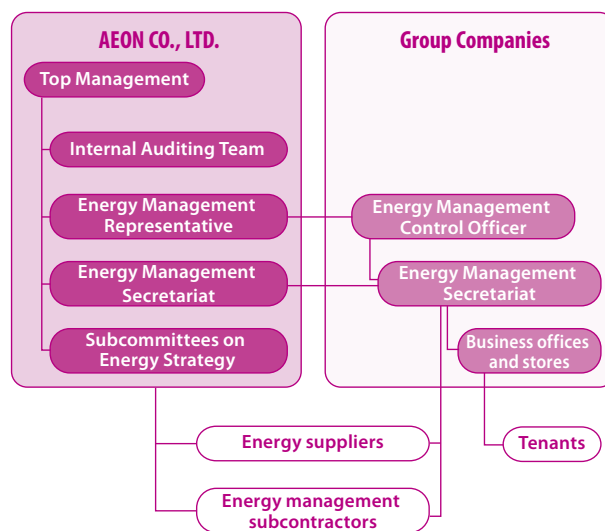 AEON CO., LTD.
Top Management
Internal Auditing Team
Energy Management
Representative
Energy Management
Secretariat
Subcommittees on
Energy Strategy
Group Companies
Energy Management
Control Officer
Energy Management
Secretariat
Business offices
and stores
Energy suppliers
Tenants
Energy management
subcontractors